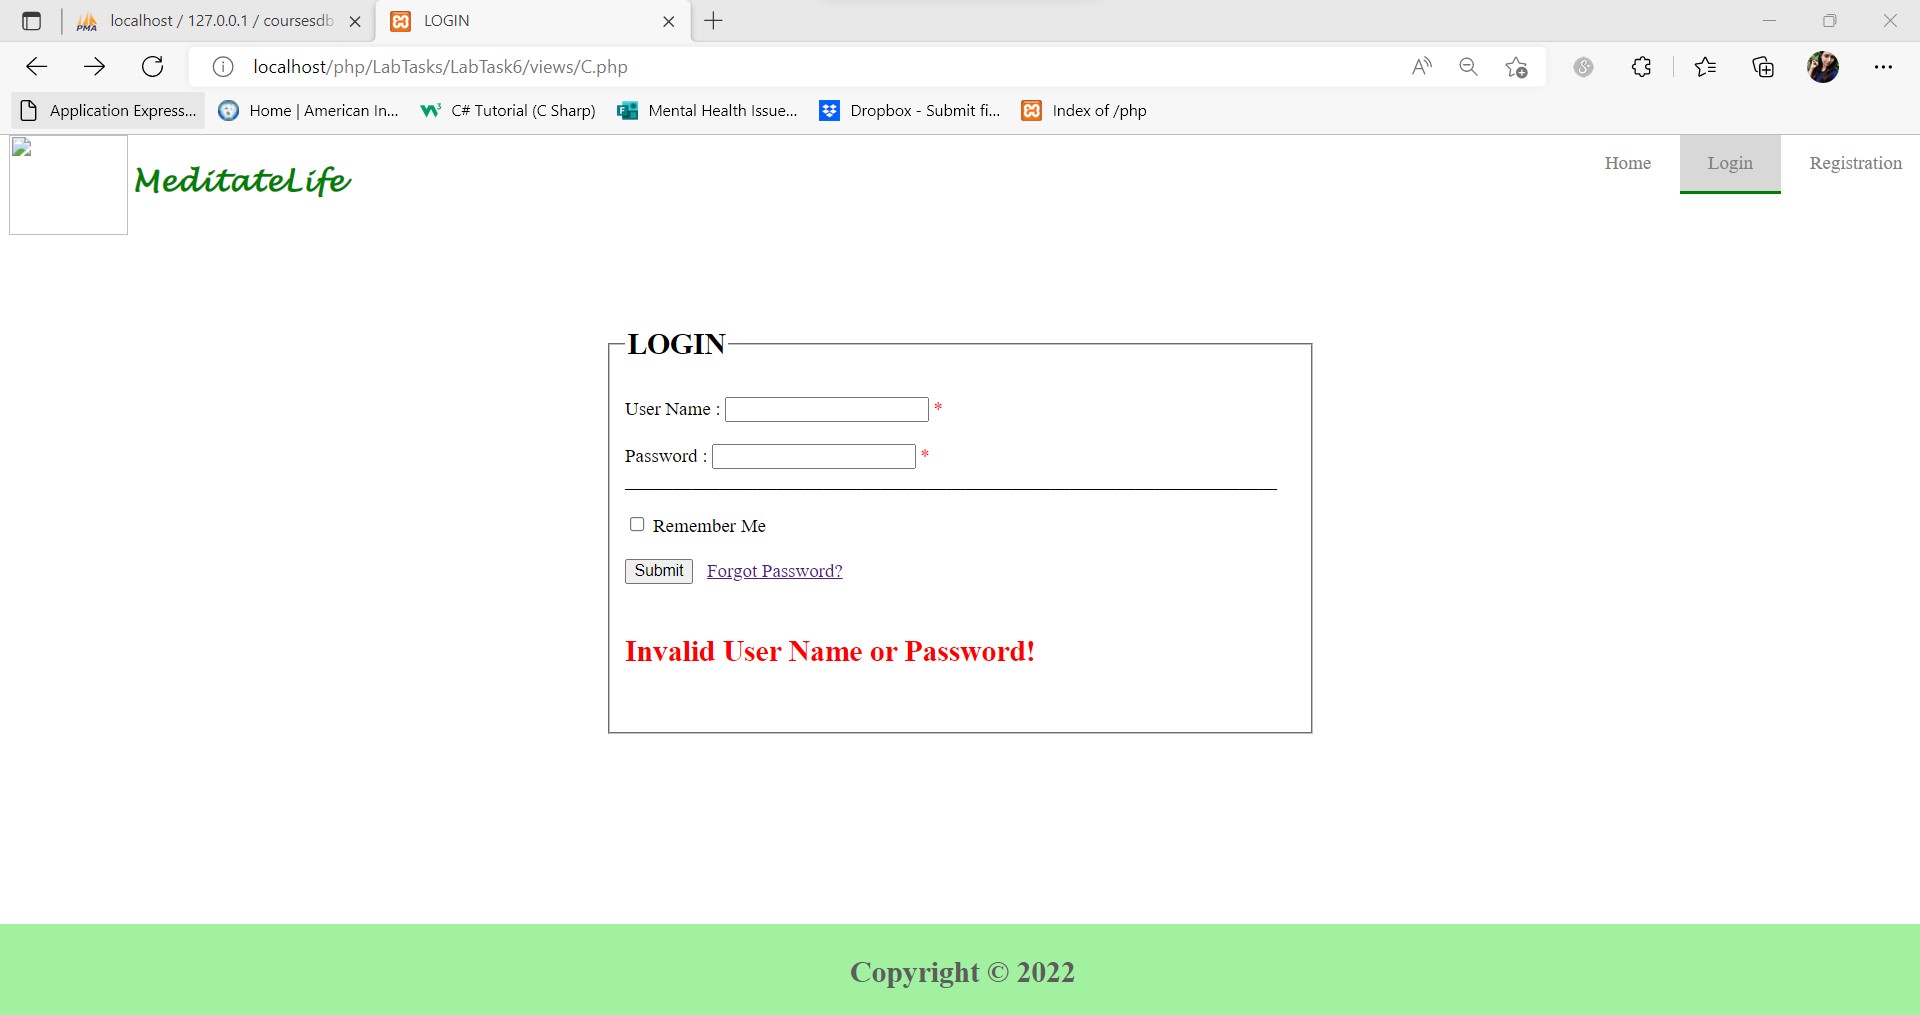 localhost / 127.0.0.1 / coursesdb
LOGIN
localhost/php/LabTasks/LabTask6/views/C.php
Application Express...
Home | American In...
C# Tutorial (C Sharp)
Mental Health Issue...
Dropbox - Submit fi...
Index of /php
MeditateLife
Home
Login
Registration
LOGIN
User Name : *
Password : *
Remember Me
Submit Forgot Password?
Invalid User Name or Password!
Copyright © 2022